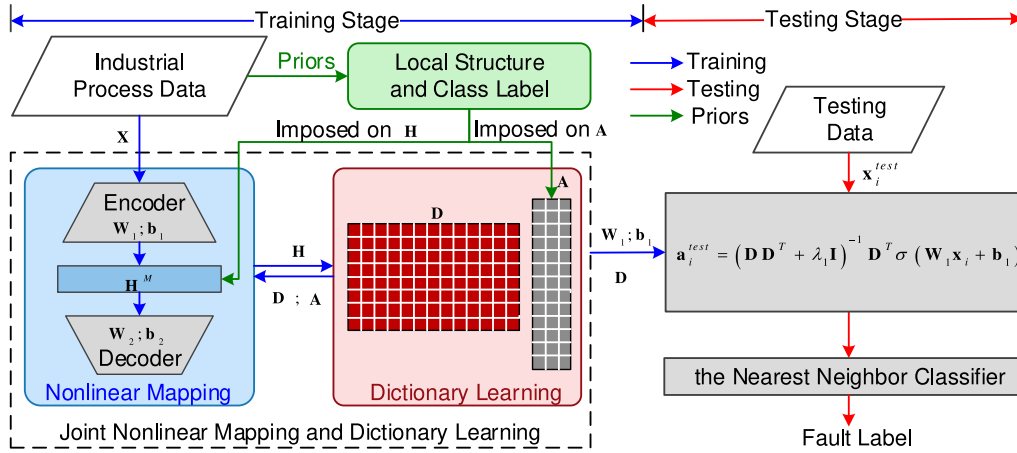 Training Stage
Testing Stage
Industrial
Process Data
Priors
Local Structure
and Class Label
Training
Testing
Priors
Testing
Data
X
Imposed on H
Imposed on A
x_i^{test}
Encoder
W_1; b_1
H^M
W_2; b_2
Decoder
Nonlinear Mapping
H
D ; A
D
A
Dictionary Learning
W_1; b_1
D
a_i^{test} = (D D^T + λ_1 I)^{-1} D^T σ (W_1 x_i + b_1)
the Nearest Neighbor Classifier
Fault Label
Joint Nonlinear Mapping and Dictionary Learning